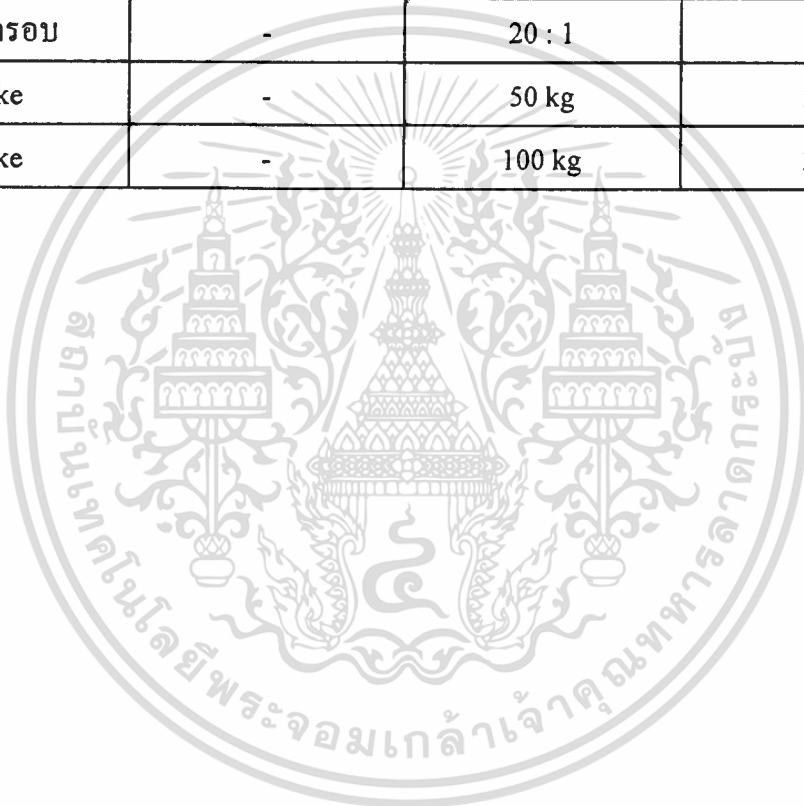 รอบ - 20 : 1
ke - 50 kg
ke - 100 kg
สถาบันเทคโนโลยีพระจอมเกล้าเจ้าคุณทหารลาดกระบัง